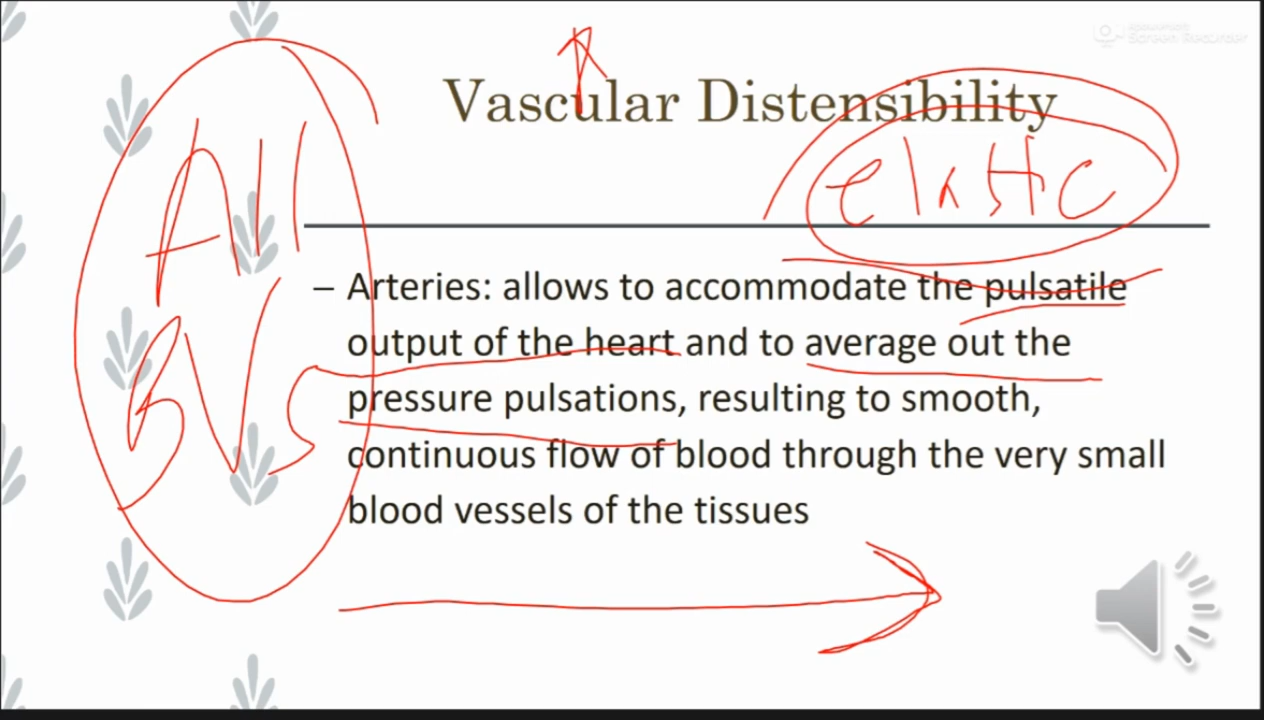 Screen Recorder
Vascular Distensibility
elastic
All
BVs
– Arteries: allows to accommodate the pulsatile
output of the heart and to average out the
pressure pulsations, resulting to smooth,
continuous flow of blood through the very small
blood vessels of the tissues